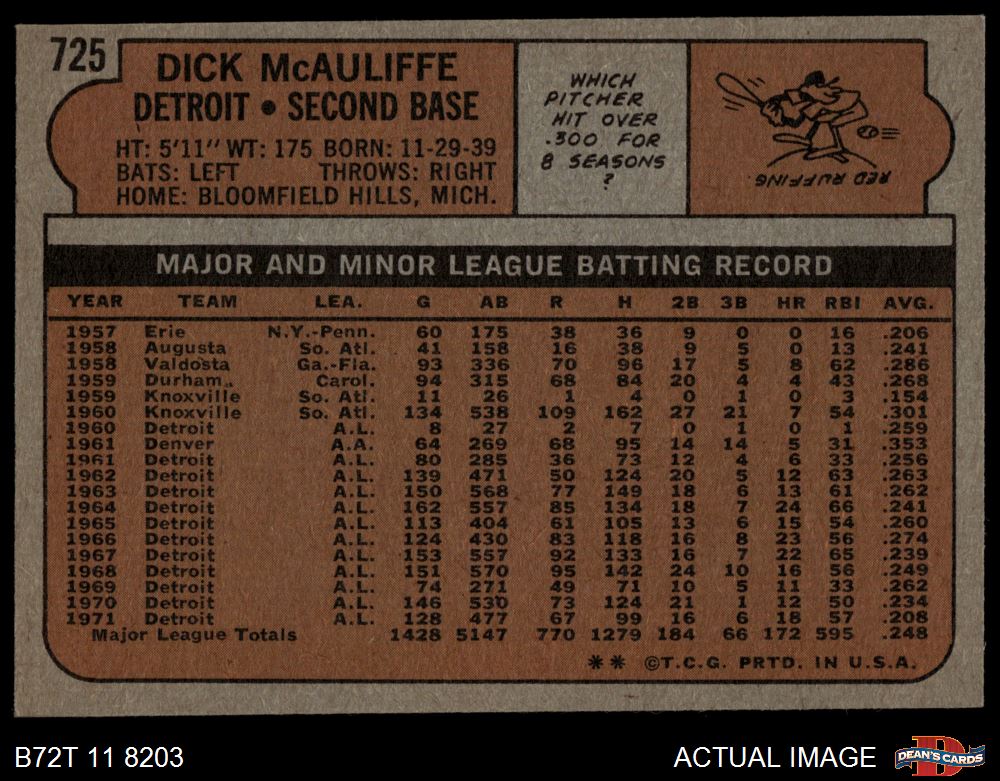 725
DICK McAULIFFE
DETROIT • SECOND BASE
HT: 5'11" WT: 175 BORN: 11-29-39
BATS: LEFT THROWS: RIGHT
HOME: BLOOMFIELD HILLS, MICH.
WHICH
PITCHER
HIT OVER
.300 FOR
8 SEASONS
?
RED RUFFING.
MAJOR AND MINOR LEAGUE BATTING RECORD
YEAR TEAM LEA. G AB R H 2B 3B HR RBI AVG.
1957 Erie N.Y.-Penn. 60 175 38 36 9 0 0 16 .206
1958 Augusta So. Atl. 41 158 16 38 9 5 0 13 .241
1958 Valdosta Ga.-Fla. 93 336 70 96 17 5 8 62 .286
1959 Durham. Carol. 94 315 68 84 20 4 4 43 .268
1959 Knoxville So. Atl. 11 26 1 4 0 1 0 3 .154
1960 Knoxville So. Atl. 134 538 109 162 27 21 7 54 .301
1960 Detroit A.L. 8 27 2 7 0 1 0 1 .259
1961 Denver A.A. 64 269 68 95 14 14 5 31 .353
1961 Detroit A.L. 80 285 36 73 12 4 6 33 .256
1962 Detroit A.L. 139 471 50 124 20 5 12 63 .263
1963 Detroit A.L. 150 568 77 149 18 6 13 61 .262
1964 Detroit A.L. 162 557 85 134 18 7 24 66 .241
1965 Detroit A.L. 113 404 61 105 13 6 15 54 .260
1966 Detroit A.L. 124 430 83 118 16 8 23 56 .274
1967 Detroit A.L. 153 557 92 133 16 7 22 65 .239
1968 Detroit A.L. 151 570 95 142 24 10 16 56 .249
1969 Detroit A.L. 74 271 49 71 10 5 11 33 .262
1970 Detroit A.L. 146 530 73 124 21 1 12 50 .234
1971 Detroit A.L. 128 477 67 99 16 6 18 57 .208
Major League Totals 1428 5147 770 1279 184 66 172 595 .248
** ©T.C.G. PRTD. IN U.S.A.
B72T 11 8203
ACTUAL IMAGE
D
DEAN'S CARDS